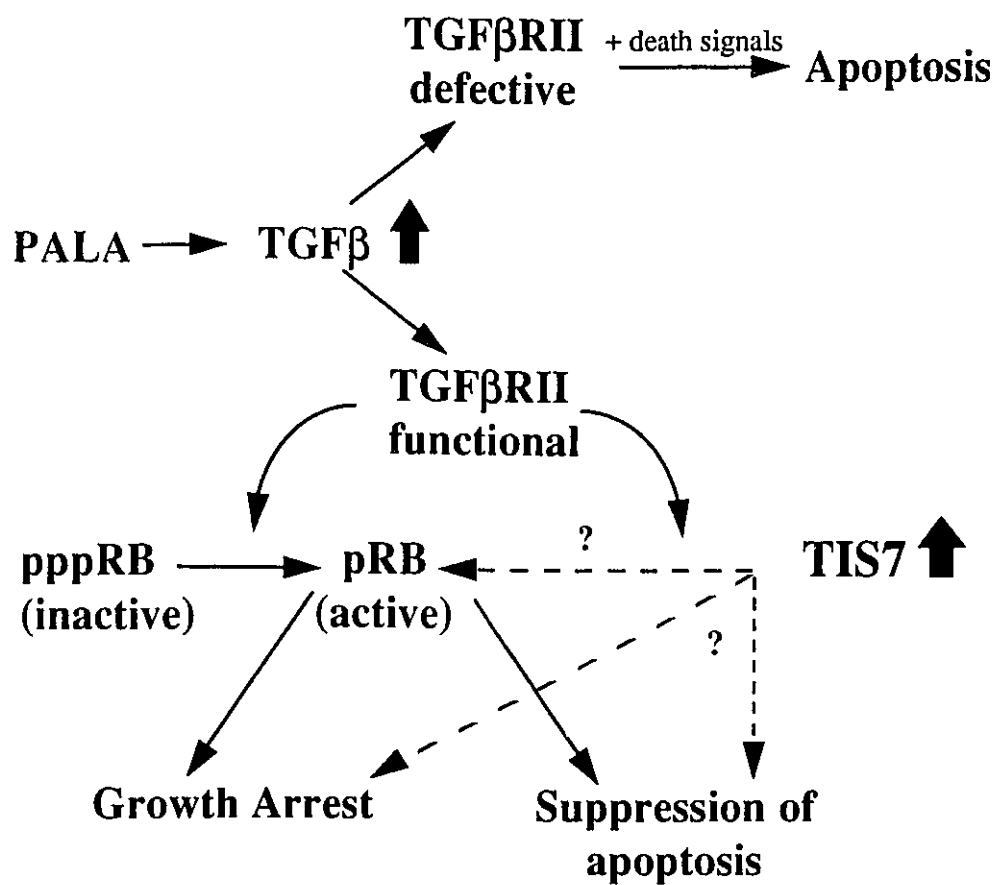 TGFβRII
defective
+ death signals
Apoptosis
PALA
TGFβ
TGFβRII
functional
?
pppRB
(inactive)
pRB
(active)
TIS7
?
Growth Arrest
Suppression of
apoptosis